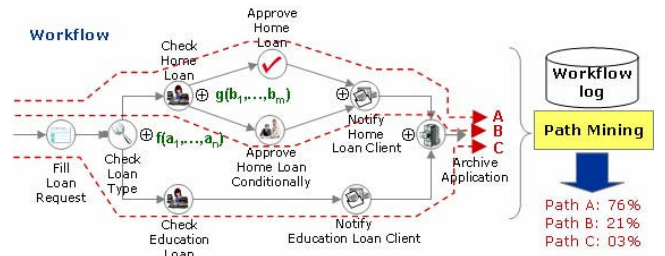 Workflow
Approve
Home
Loan
Check
Home
Loan
g(b1,…,bm)
f(a1,…,an)
Fill
Loan
Request
Check
Loan
Type
Approve
Home Loan
Conditionally
Notify
Home
Loan Client
Archive
Application
Check
Education
Loan
Notify
Education Loan Client
A
B
C
Workflow
log
Path Mining
Path A: 76%
Path B: 21%
Path C: 03%